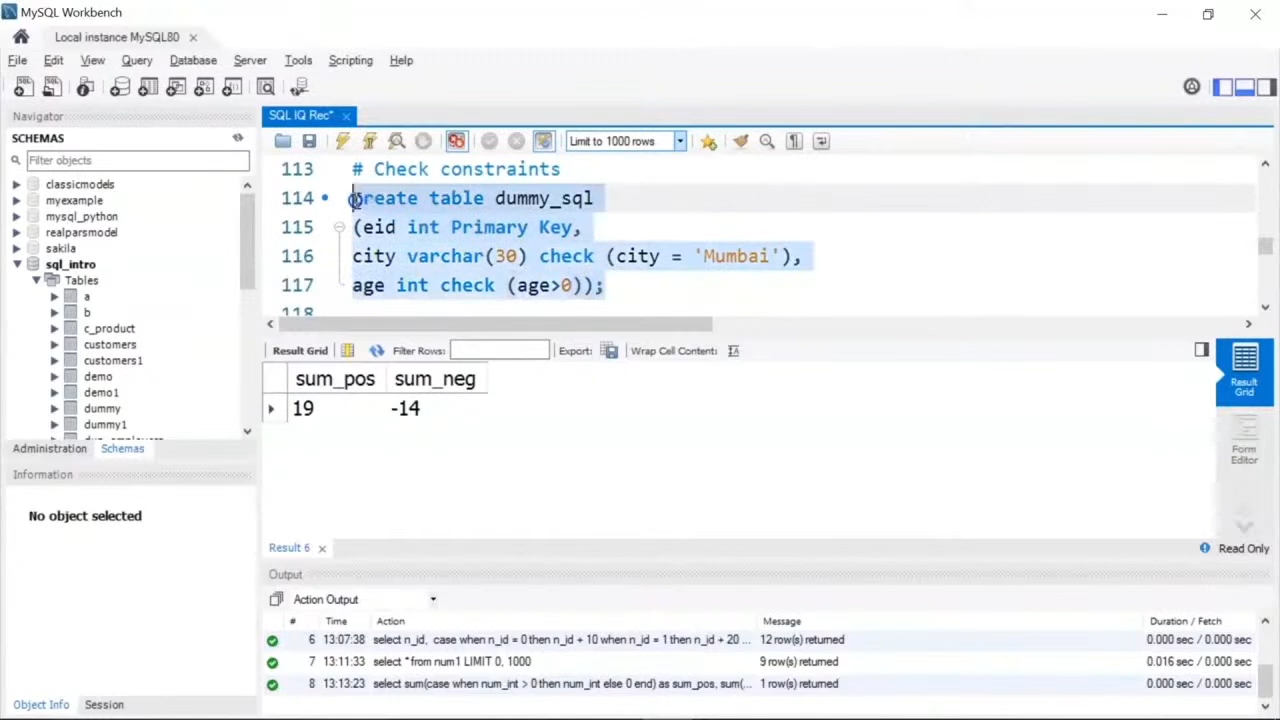 MySQL Workbench
Local instance MySQL80
File Edit View Query Database Server Tools Scripting Help
Navigator
SCHEMAS
Filter objects
classicmodels
myexample
mysql_python
realparsmodel
sakila
sql_intro
Tables
a
b
c_product
customers
customers1
demo
demo1
dummy
dummy1
Administration Schemas
Information
No object selected
Object Info Session
SQL IQ Rec*
Limit to 1000 rows
113 # Check constraints
114 create table dummy_sql
115 (eid int Primary Key,
116 city varchar(30) check (city = 'Mumbai'),
117 age int check (age>0));
118
Result Grid Filter Rows: Export: Wrap Cell Content:
sum_pos sum_neg
19 -14
Result Grid
Form Editor
Result 6
Read Only
Output
Action Output
# Time Action Message Duration / Fetch
6 13:07:38 select n_id, case when n_id = 0 then n_id + 10 when n_id = 1 then n_id + 20 ... 12 row(s) returned 0.000 sec / 0.000 sec
7 13:11:33 select * from num1 LIMIT 0, 1000 9 row(s) returned 0.016 sec / 0.000 sec
8 13:13:23 select sum(case when num_int > 0 then num_int else 0 end) as sum_pos, sum(... 1 row(s) returned 0.000 sec / 0.000 sec